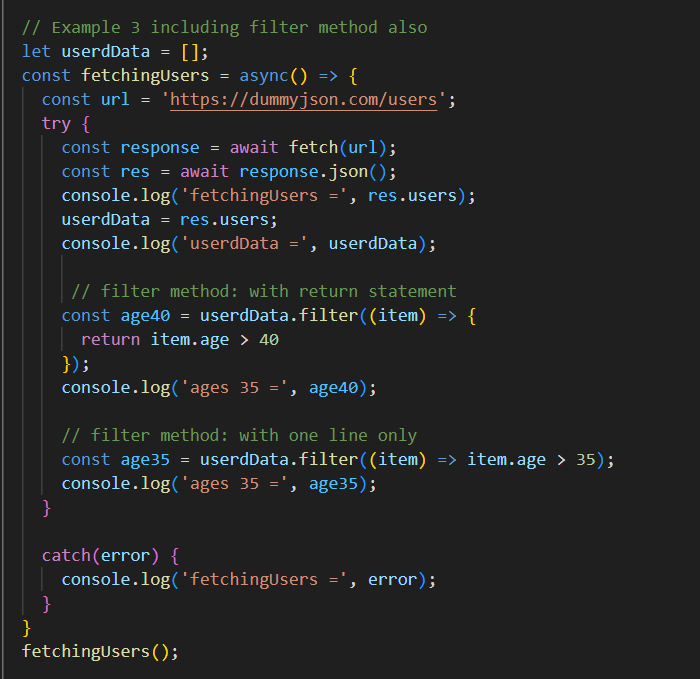 // Example 3 including filter method also
let userdData = [];
const fetchingUsers = async() => {
const url = 'https://dummyjson.com/users';
try {
const response = await fetch(url);
const res = await response.json();
console.log('fetchingUsers =', res.users);
userdData = res.users;
console.log('userdData =', userdData);
// filter method: with return statement
const age40 = userdData.filter((item) => {
return item.age > 40
});
console.log('ages 35 =', age40);
// filter method: with one line only
const age35 = userdData.filter((item) => item.age > 35);
console.log('ages 35 =', age35);
}
catch(error) {
console.log('fetchingUsers =', error);
}
}
fetchingUsers();